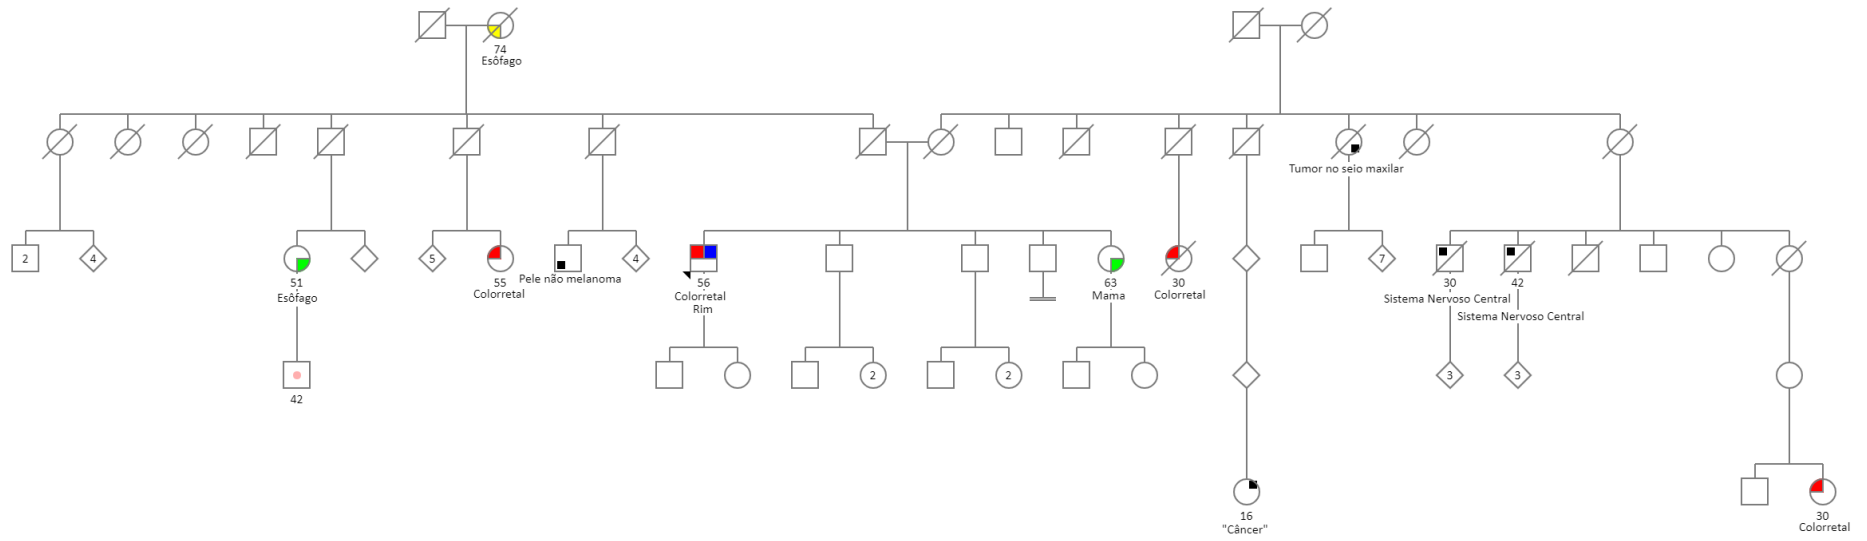 74
Esôfago
Tumor no seio maxilar
2
4
5
4
7
51
Esôfago
55
Colorretal
Pele não melanoma
56
Colorretal
Rim
63
Mama
30
Colorretal
30
Sistema Nervoso Central
42
Sistema Nervoso Central
42
2
2
3
3
16
"Câncer"
30
Colorretal